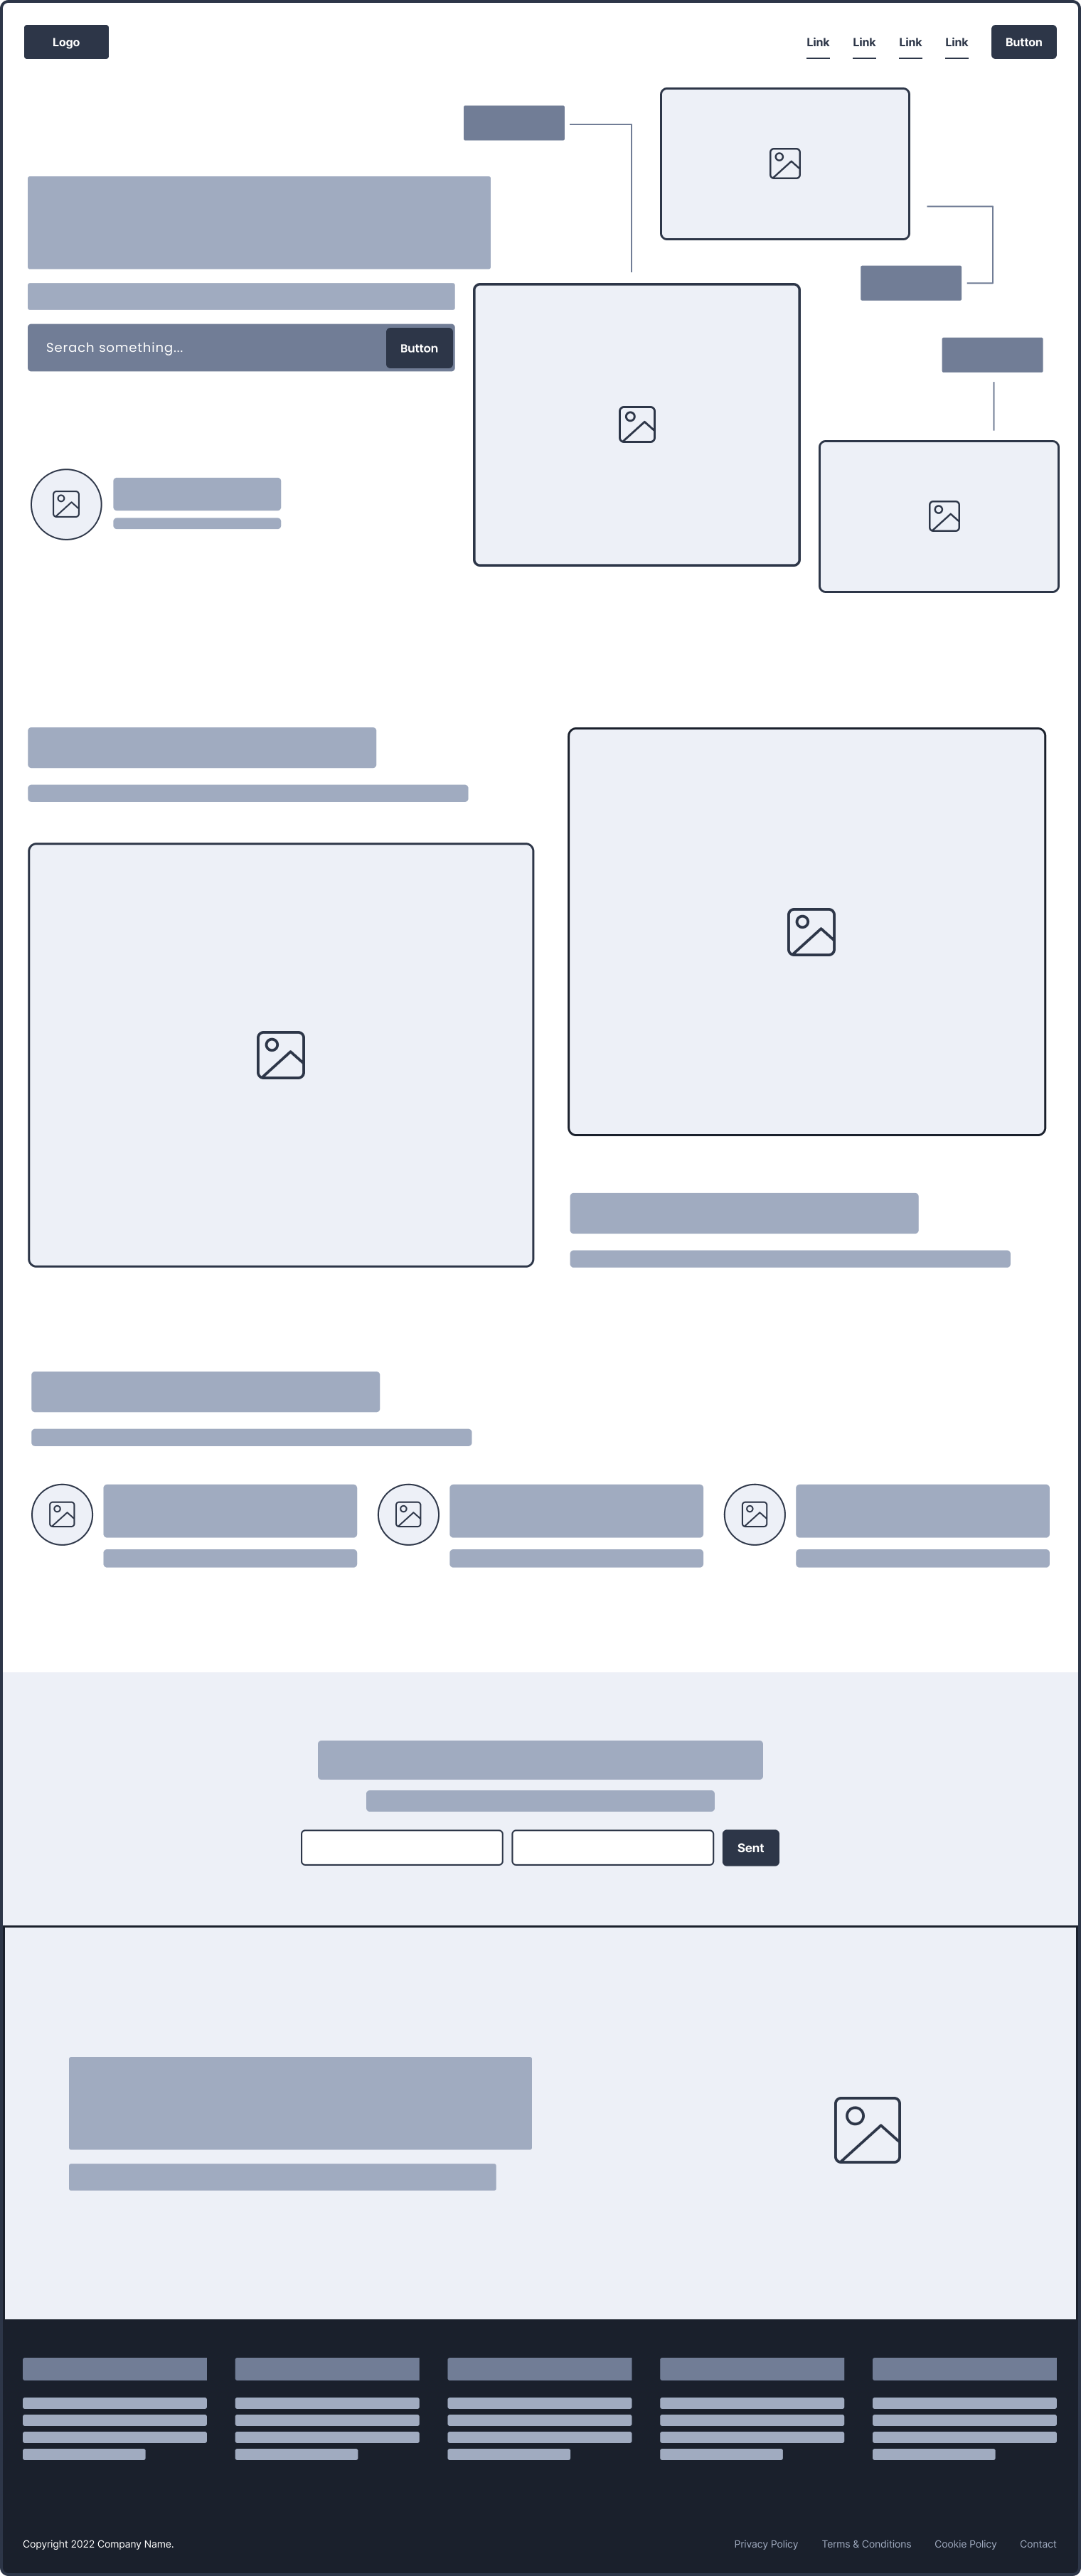 Logo
Link
Link
Link
Link
Button
Serach something...
Button
Sent
Copyright 2022 Company Name.
Privacy Policy
Terms & Conditions
Cookie Policy
Contact